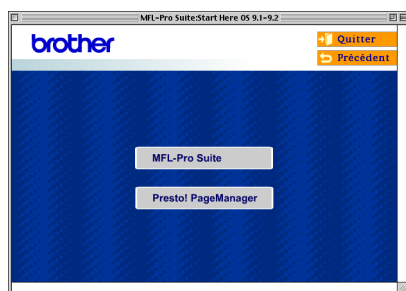 MFL-Pro Suite:Start Here OS 9.1-9.2
brother
Quitter
Précédent
MFL-Pro Suite
Presto! PageManager